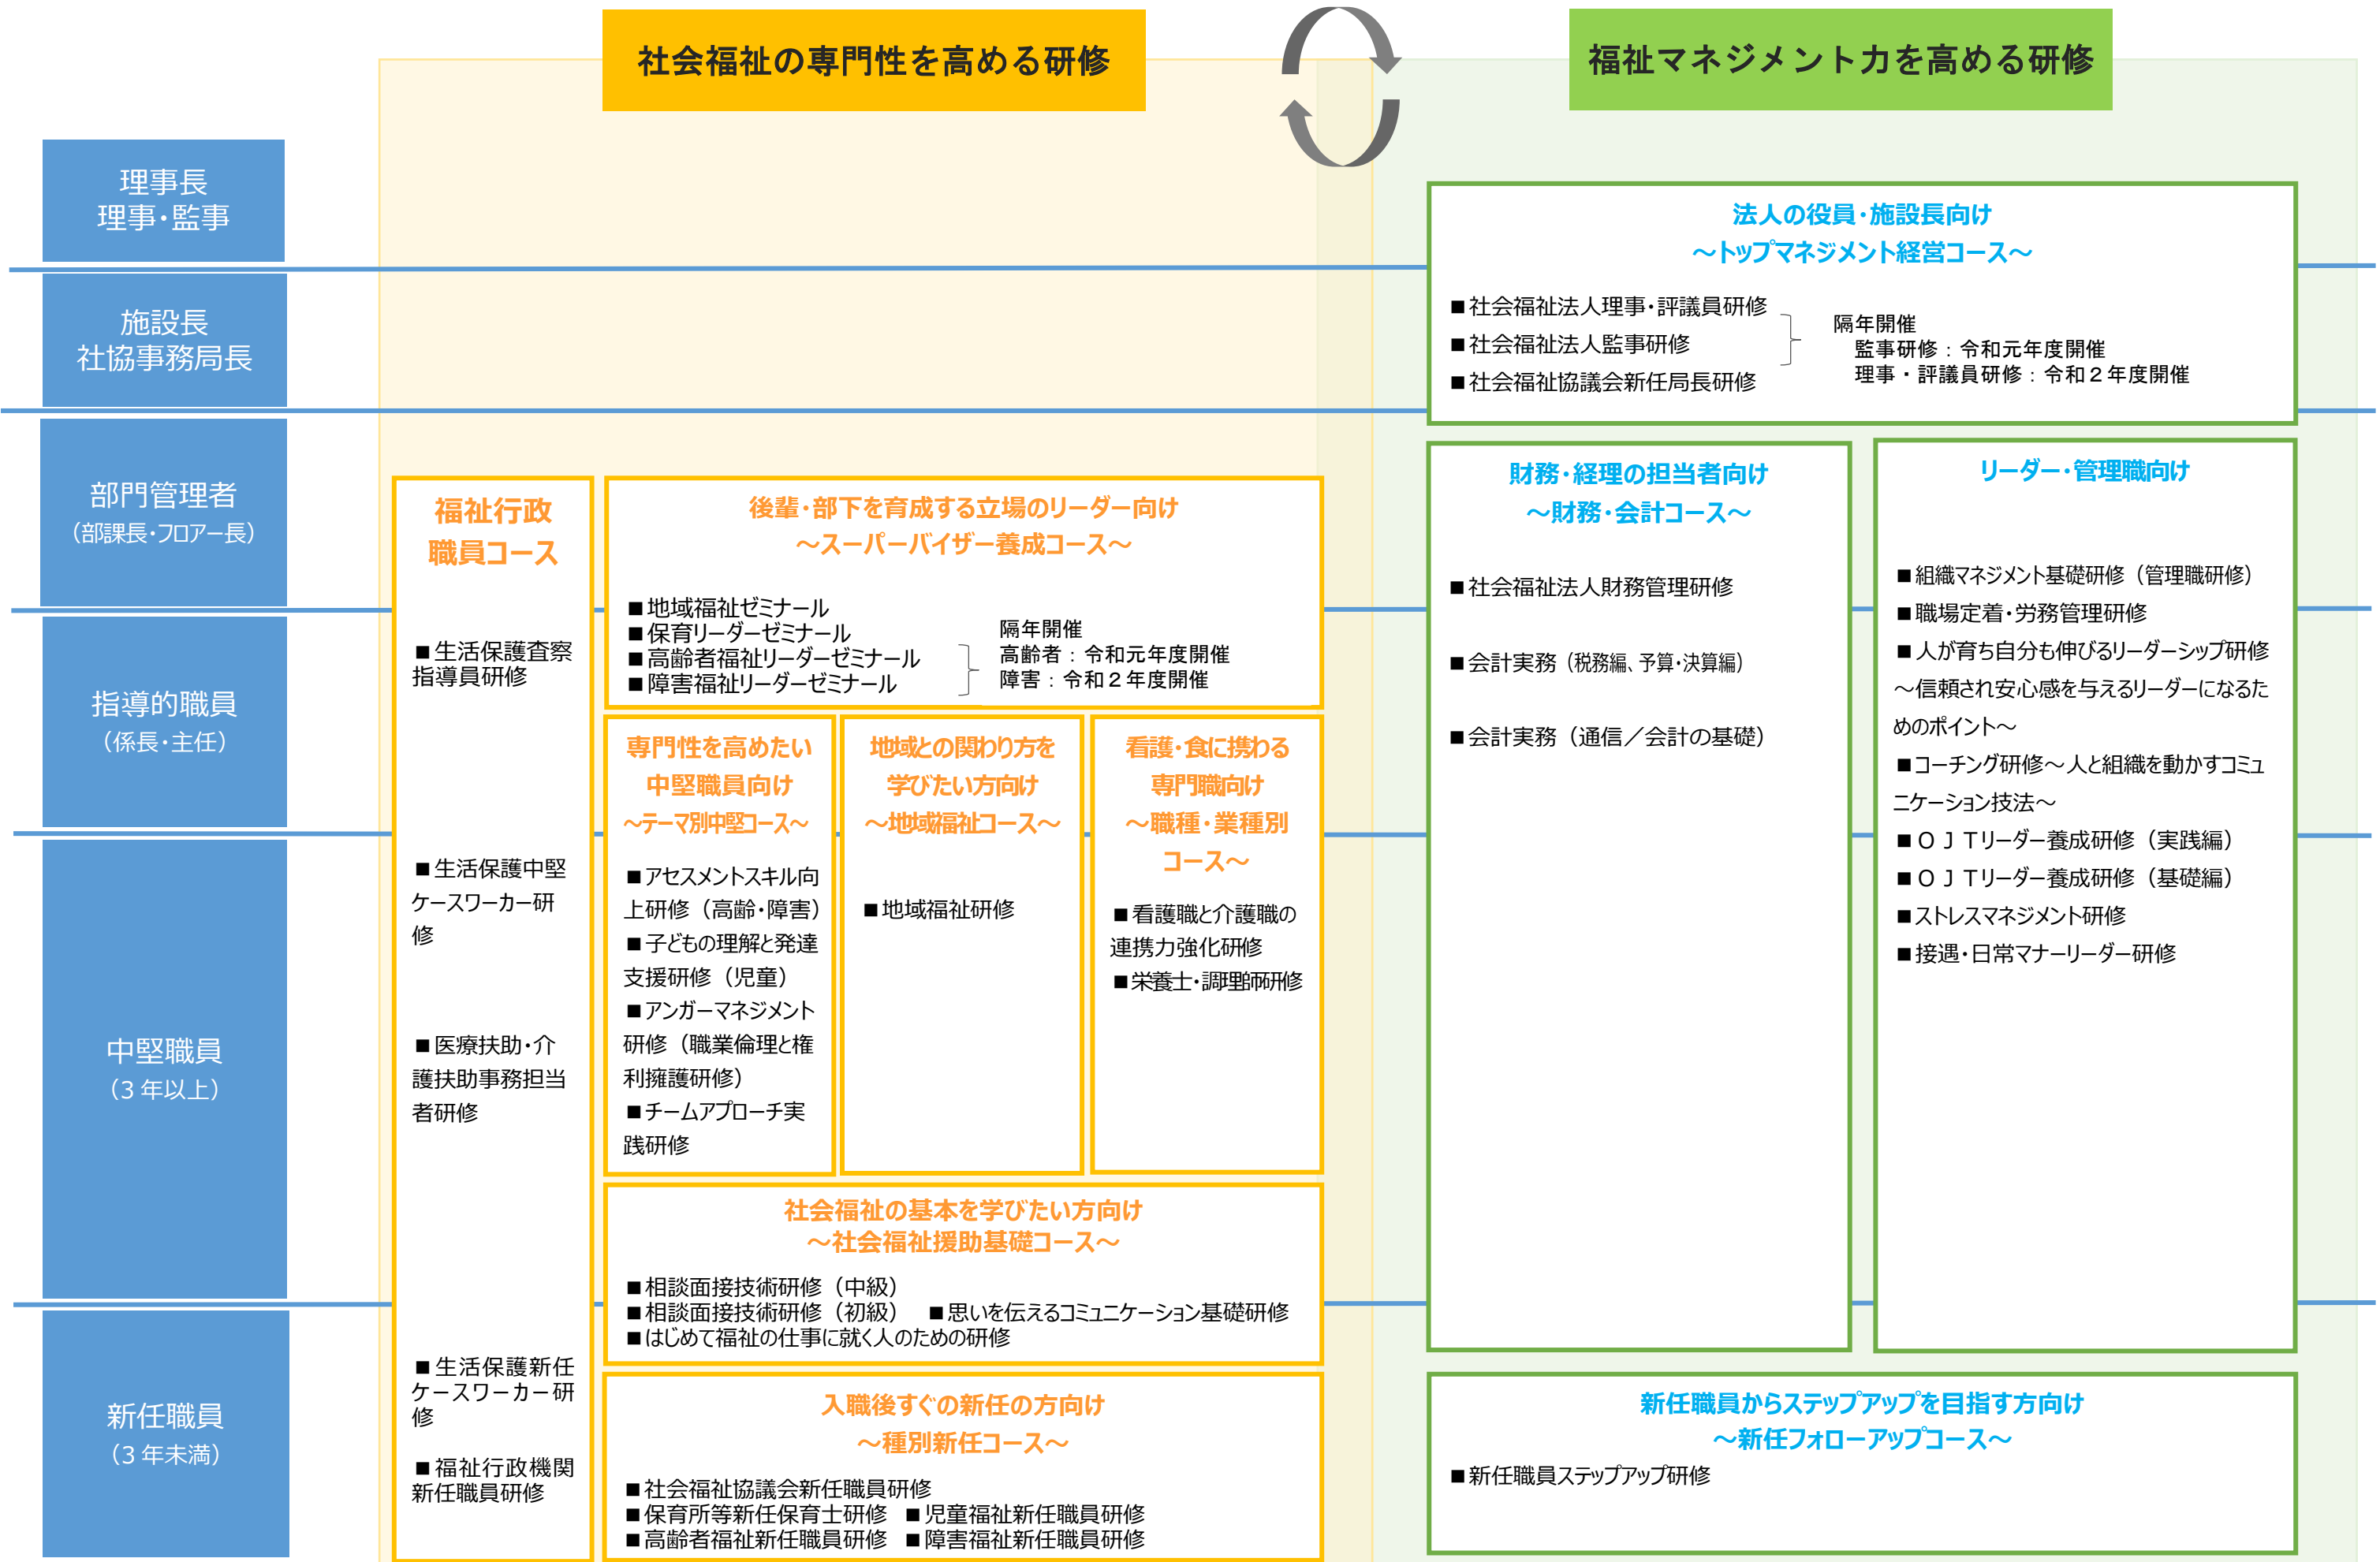 社会福祉の専門性を高める研修
福祉マネジメント力を高める研修
理事長
理事・監事
施設長
社協事務局長
部門管理者
（部課長・フロアー長）
指導的職員
（係長・主任）
中堅職員
（3年以上）
新任職員
（3年未満）
福祉行政
職員コース
■生活保護査察
指導員研修
■生活保護中堅
ケースワーカー研
修
■医療扶助・介
護扶助事務担当
者研修
■生活保護新任
ケースワーカー研
修
■福祉行政機関
新任職員研修
後輩・部下を育成する立場のリーダー向け
～スーパーバイザー養成コース～
■地域福祉ゼミナール
■保育リーダーゼミナール
■高齢者福祉リーダーゼミナール
■障害福祉リーダーゼミナール
隔年開催
高齢者：令和元年度開催
障害：令和２年度開催
専門性を高めたい
中堅職員向け
～テーマ別中堅コース～
■アセスメントスキル向
上研修（高齢・障害）
■子どもの理解と発達
支援研修（児童）
■アンガーマネジメント
研修（職業倫理と権
利擁護研修）
■チームアプローチ実
践研修
地域との関わり方を
学びたい方向け
～地域福祉コース～
■地域福祉研修
看護・食に携わる
専門職向け
～職種・業種別
コース～
■看護職と介護職の
連携力強化研修
■栄養士・調理師研修
社会福祉の基本を学びたい方向け
～社会福祉援助基礎コース～
■相談面接技術研修（中級）
■相談面接技術研修（初級）　■思いを伝えるコミュニケーション基礎研修
■はじめて福祉の仕事に就く人のための研修
入職後すぐの新任の方向け
～種別新任コース～
■社会福祉協議会新任職員研修
■保育所等新任保育士研修　■児童福祉新任職員研修
■高齢者福祉新任職員研修　■障害福祉新任職員研修
法人の役員・施設長向け
～トップマネジメント経営コース～
■社会福祉法人理事・評議員研修
■社会福祉法人監事研修
■社会福祉協議会新任局長研修
隔年開催
監事研修：令和元年度開催
理事・評議員研修：令和２年度開催
財務・経理の担当者向け
～財務・会計コース～
■社会福祉法人財務管理研修
■会計実務（税務編、予算・決算編）
■会計実務（通信／会計の基礎）
リーダー・管理職向け
■組織マネジメント基礎研修（管理職研修）
■職場定着・労務管理研修
■人が育ち自分も伸びるリーダーシップ研修
～信頼され安心感を与えるリーダーになるた
めのポイント～
■コーチング研修～人と組織を動かすコミュ
ニケーション技法～
■ＯＪＴリーダー養成研修（実践編）
■ＯＪＴリーダー養成研修（基礎編）
■ストレスマネジメント研修
■接遇・日常マナーリーダー研修
新任職員からステップアップを目指す方向け
～新任フォローアップコース～
■新任職員ステップアップ研修